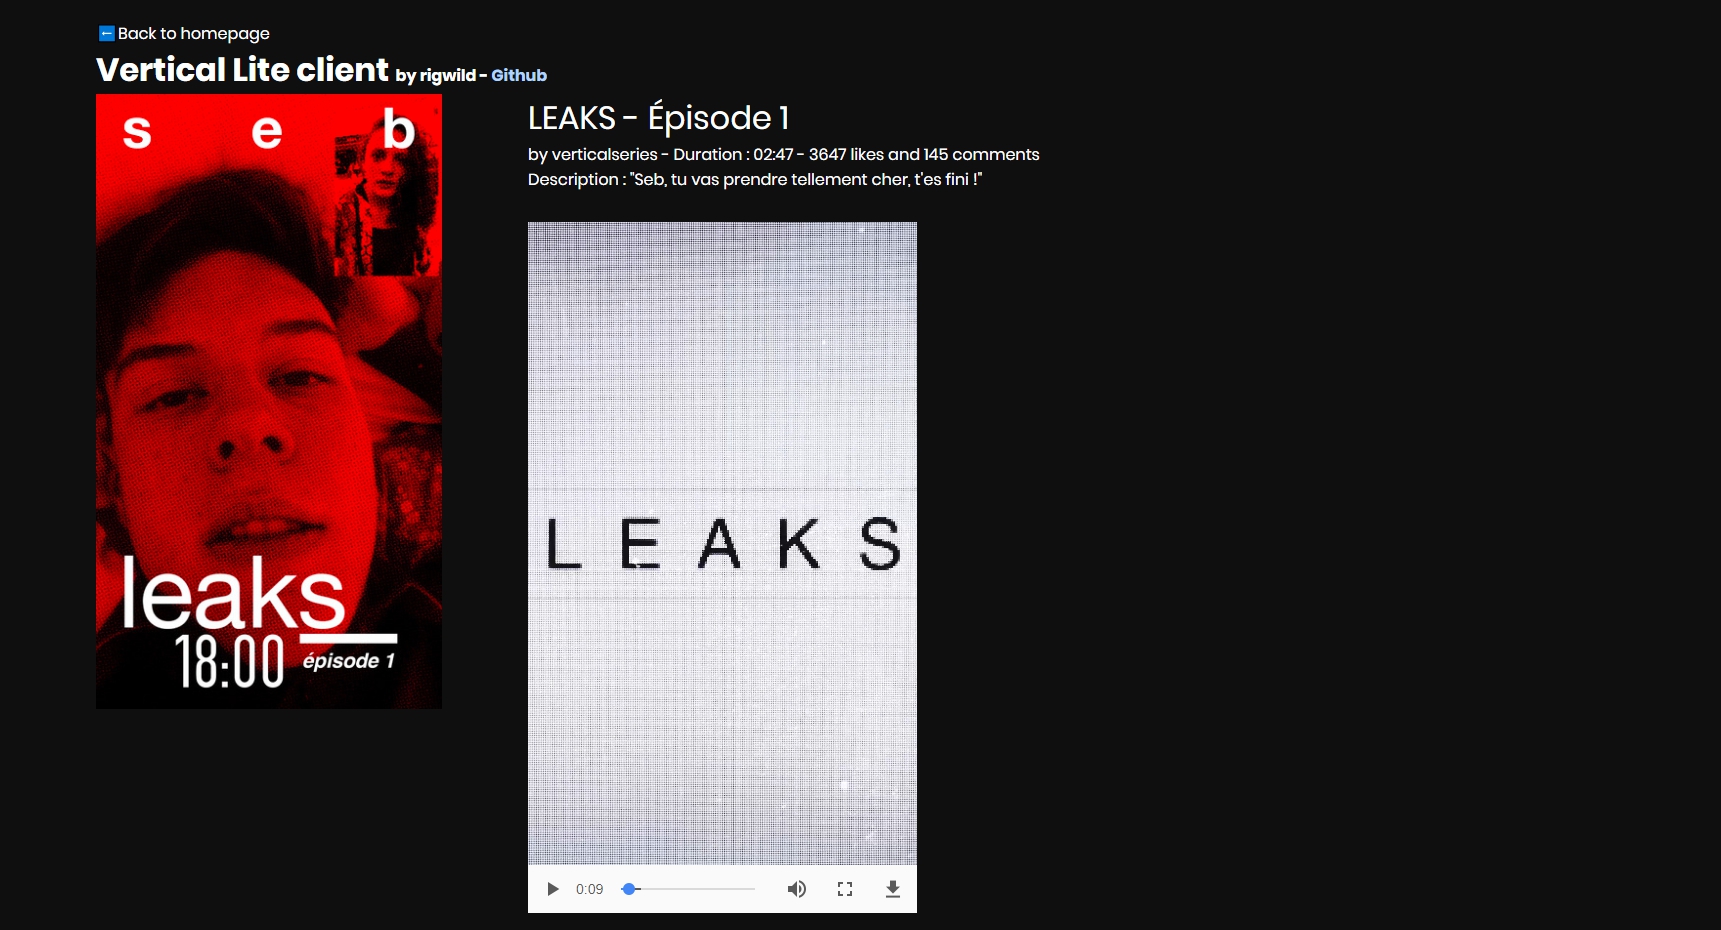 Back to homepage
Vertical Lite client by rigwild - Github
s e b
leaks
18:00 épisode 1
LEAKS - Épisode 1
by verticalseries - Duration : 02:47 - 3647 likes and 145 comments
Description : "Seb, tu vas prendre tellement cher, t'es fini !"
LEAKS
0:09